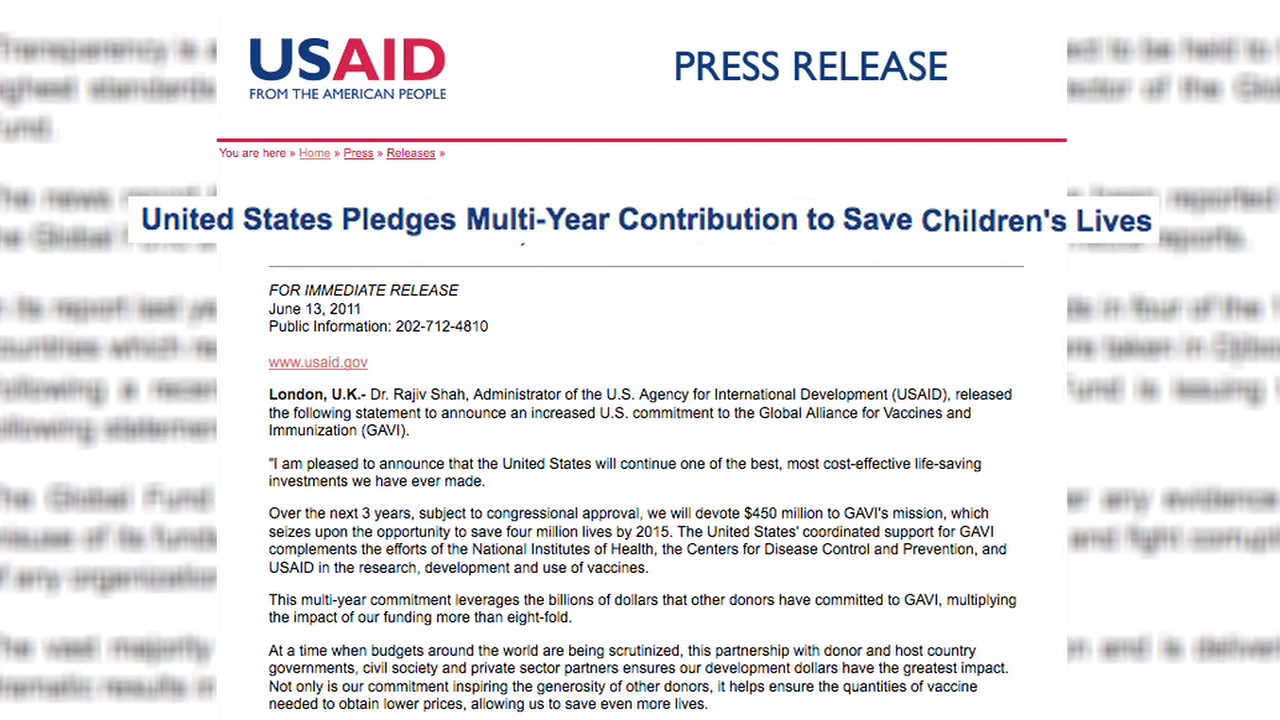 USAID
FROM THE AMERICAN PEOPLE
PRESS RELEASE
You are here » Home » Press » Releases »
United States Pledges Multi-Year Contribution to Save Children's Lives
FOR IMMEDIATE RELEASE
June 13, 2011
Public Information: 202-712-4810
www.usaid.gov
London, U.K.- Dr. Rajiv Shah, Administrator of the U.S. Agency for International Development (USAID), released
the following statement to announce an increased U.S. commitment to the Global Alliance for Vaccines and
Immunization (GAVI).
"I am pleased to announce that the United States will continue one of the best, most cost-effective life-saving
investments we have ever made.
Over the next 3 years, subject to congressional approval, we will devote $450 million to GAVI's mission, which
seizes upon the opportunity to save four million lives by 2015. The United States' coordinated support for GAVI
complements the efforts of the National Institutes of Health, the Centers for Disease Control and Prevention, and
USAID in the research, development and use of vaccines.
This multi-year commitment leverages the billions of dollars that other donors have committed to GAVI, multiplying
the impact of our funding more than eight-fold.
At a time when budgets around the world are being scrutinized, this partnership with donor and host country
governments, civil society and private sector partners ensures our development dollars have the greatest impact.
Not only is our commitment inspiring the generosity of other donors, it helps ensure the quantities of vaccine
needed to obtain lower prices, allowing us to save even more lives.